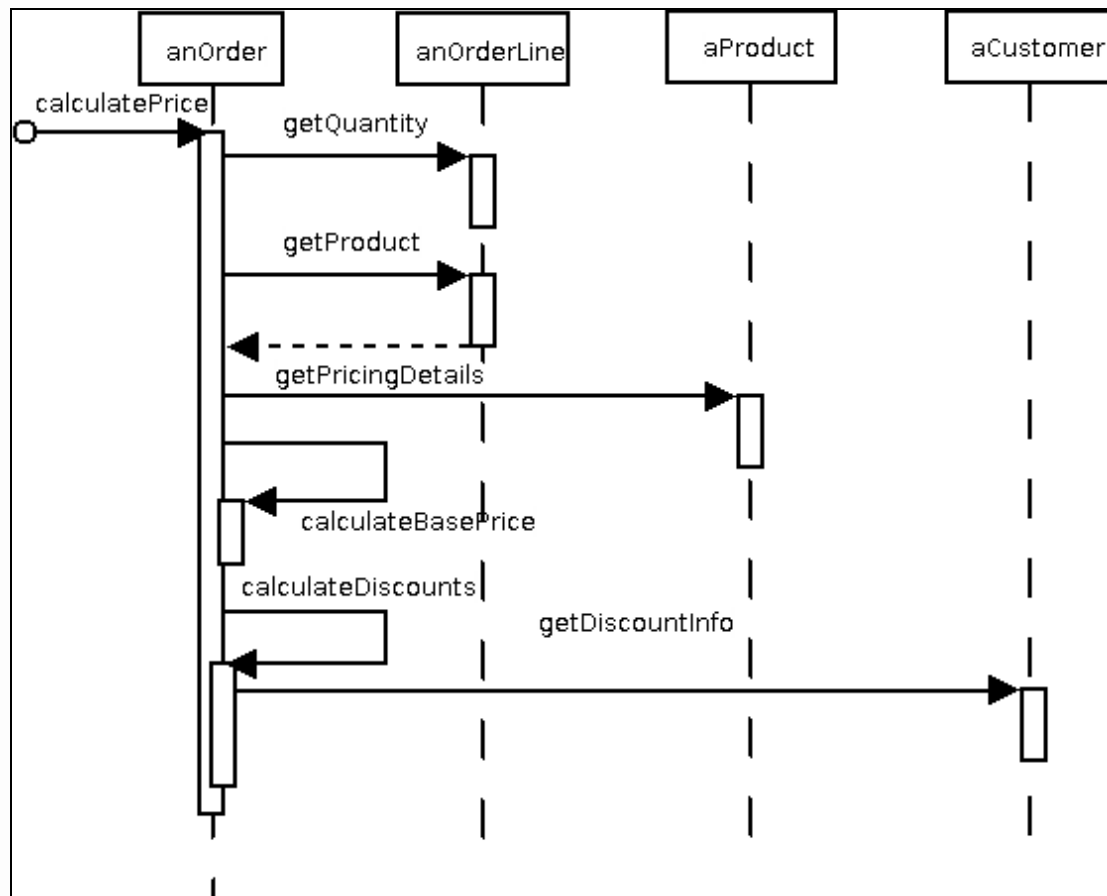 anOrder
anOrderLine
aProduct
aCustomer
calculatePrice
getQuantity
getProduct
getPricingDetails
calculateBasePrice
calculateDiscounts
getDiscountInfo